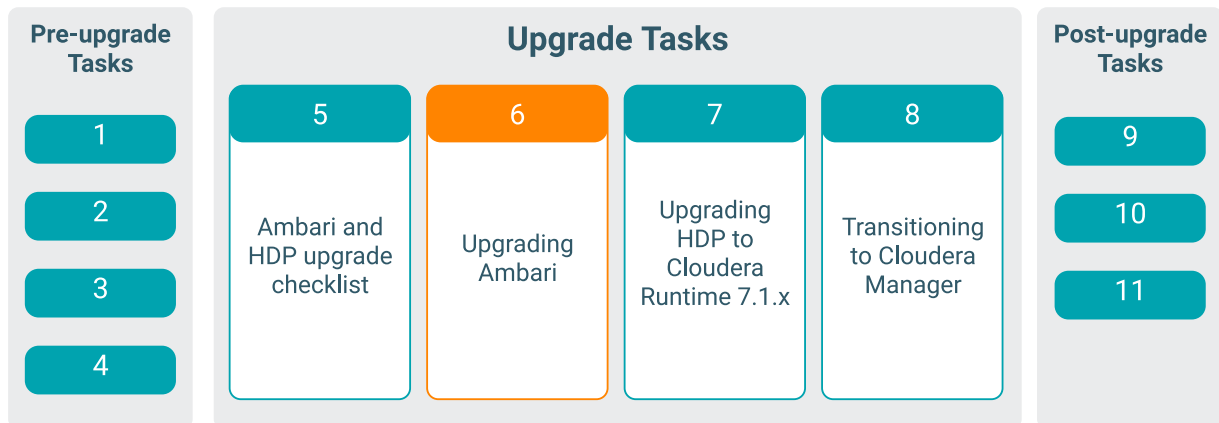 Pre-upgrade
Tasks
1
2
3
4
Upgrade Tasks
5
Ambari and
HDP upgrade
checklist
6
Upgrading
Ambari
7
Upgrading
HDP to
Cloudera
Runtime 7.1.x
8
Transitioning
to Cloudera
Manager
Post-upgrade
Tasks
9
10
11